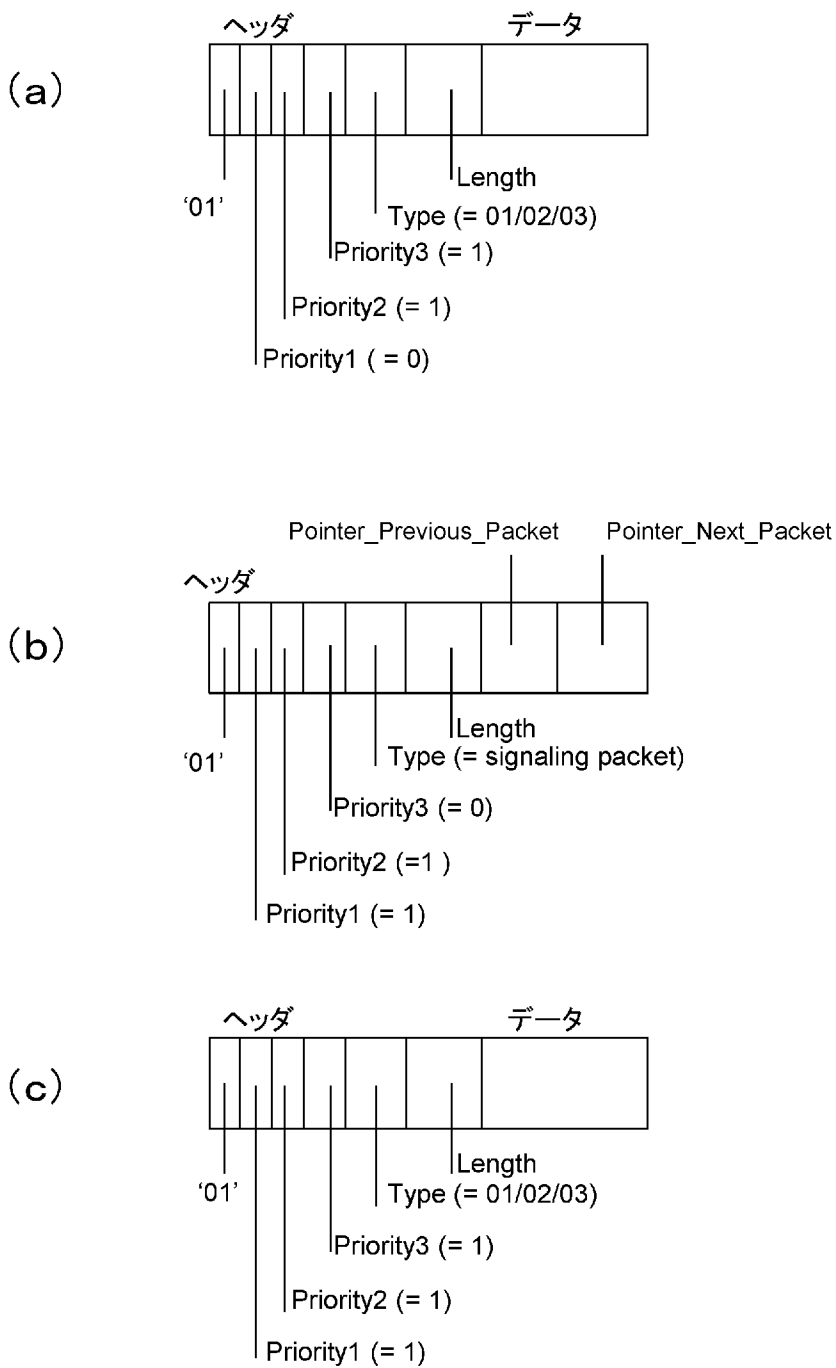 ヘッダ データ
(a)
Length
'01'
Type (= 01/02/03)
Priority3 (= 1)
Priority2 (= 1)
Priority1 ( = 0)
Pointer_Previous_Packet Pointer_Next_Packet
ヘッダ
(b)
Length
'01'
Type (= signaling packet)
Priority3 (= 0)
Priority2 (=1 )
Priority1 (= 1)
ヘッダ データ
(c)
Length
'01'
Type (= 01/02/03)
Priority3 (= 1)
Priority2 (= 1)
Priority1 (= 1)